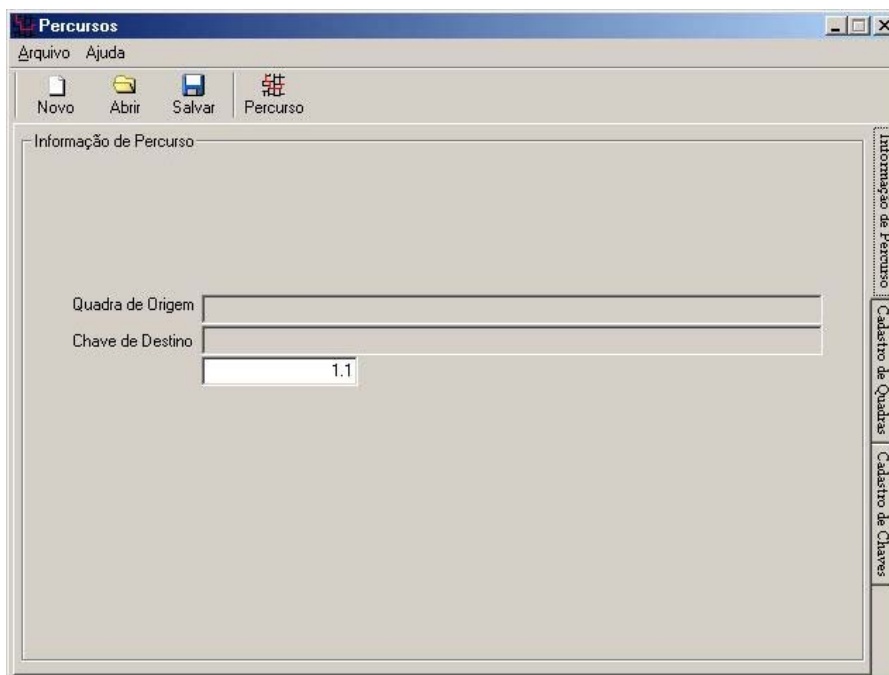 Percursos
Arquivo Ajuda
Novo Abrir Salvar Percurso
Informação de Percurso
Quadra de Origem
Chave de Destino
1.1
Informação de Percurso
Cadastro de Quadras
Cadastro de Chaves